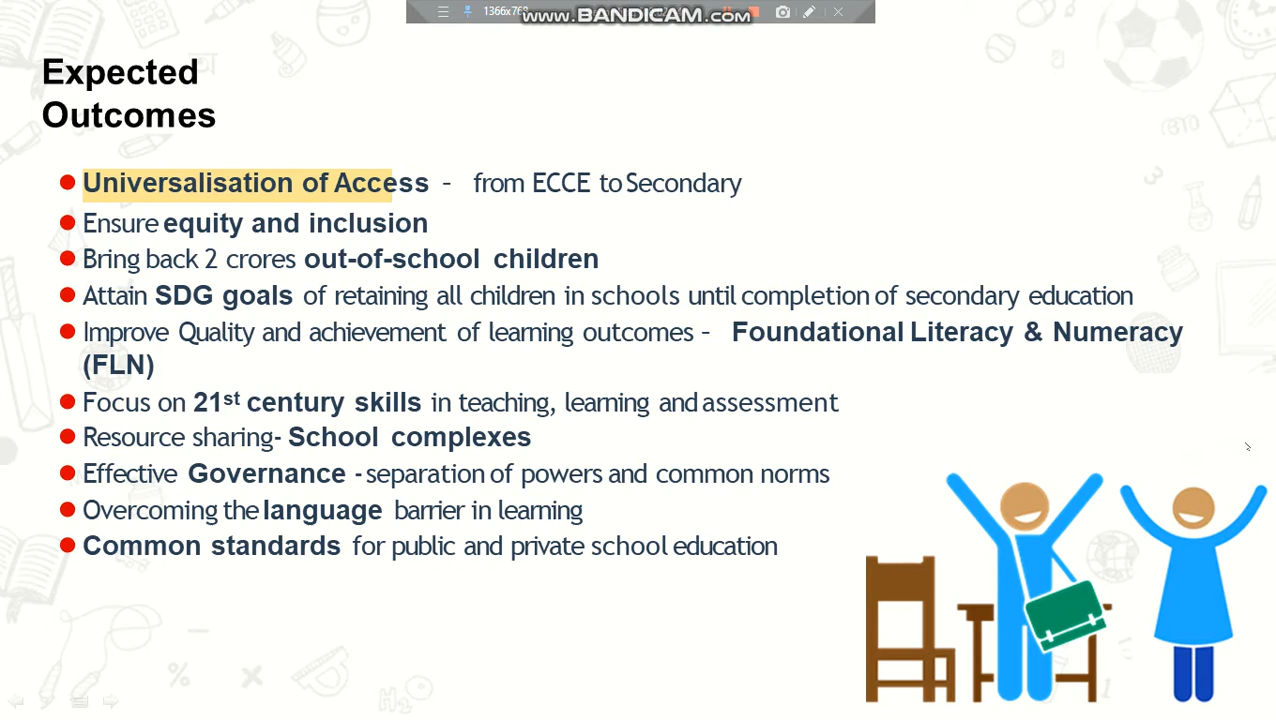 1366x768
www.BANDICAM.COM
Expected
Outcomes
Universalisation of Access - from ECCE to Secondary
Ensure equity and inclusion
Bring back 2 crores out-of-school children
Attain SDG goals of retaining all children in schools until completion of secondary education
Improve Quality and achievement of learning outcomes – Foundational Literacy & Numeracy
(FLN)
Focus on 21st century skills in teaching, learning and assessment
Resource sharing- School complexes
Effective Governance - separation of powers and common norms
Overcoming the language barrier in learning
Common standards for public and private school education
H₂O